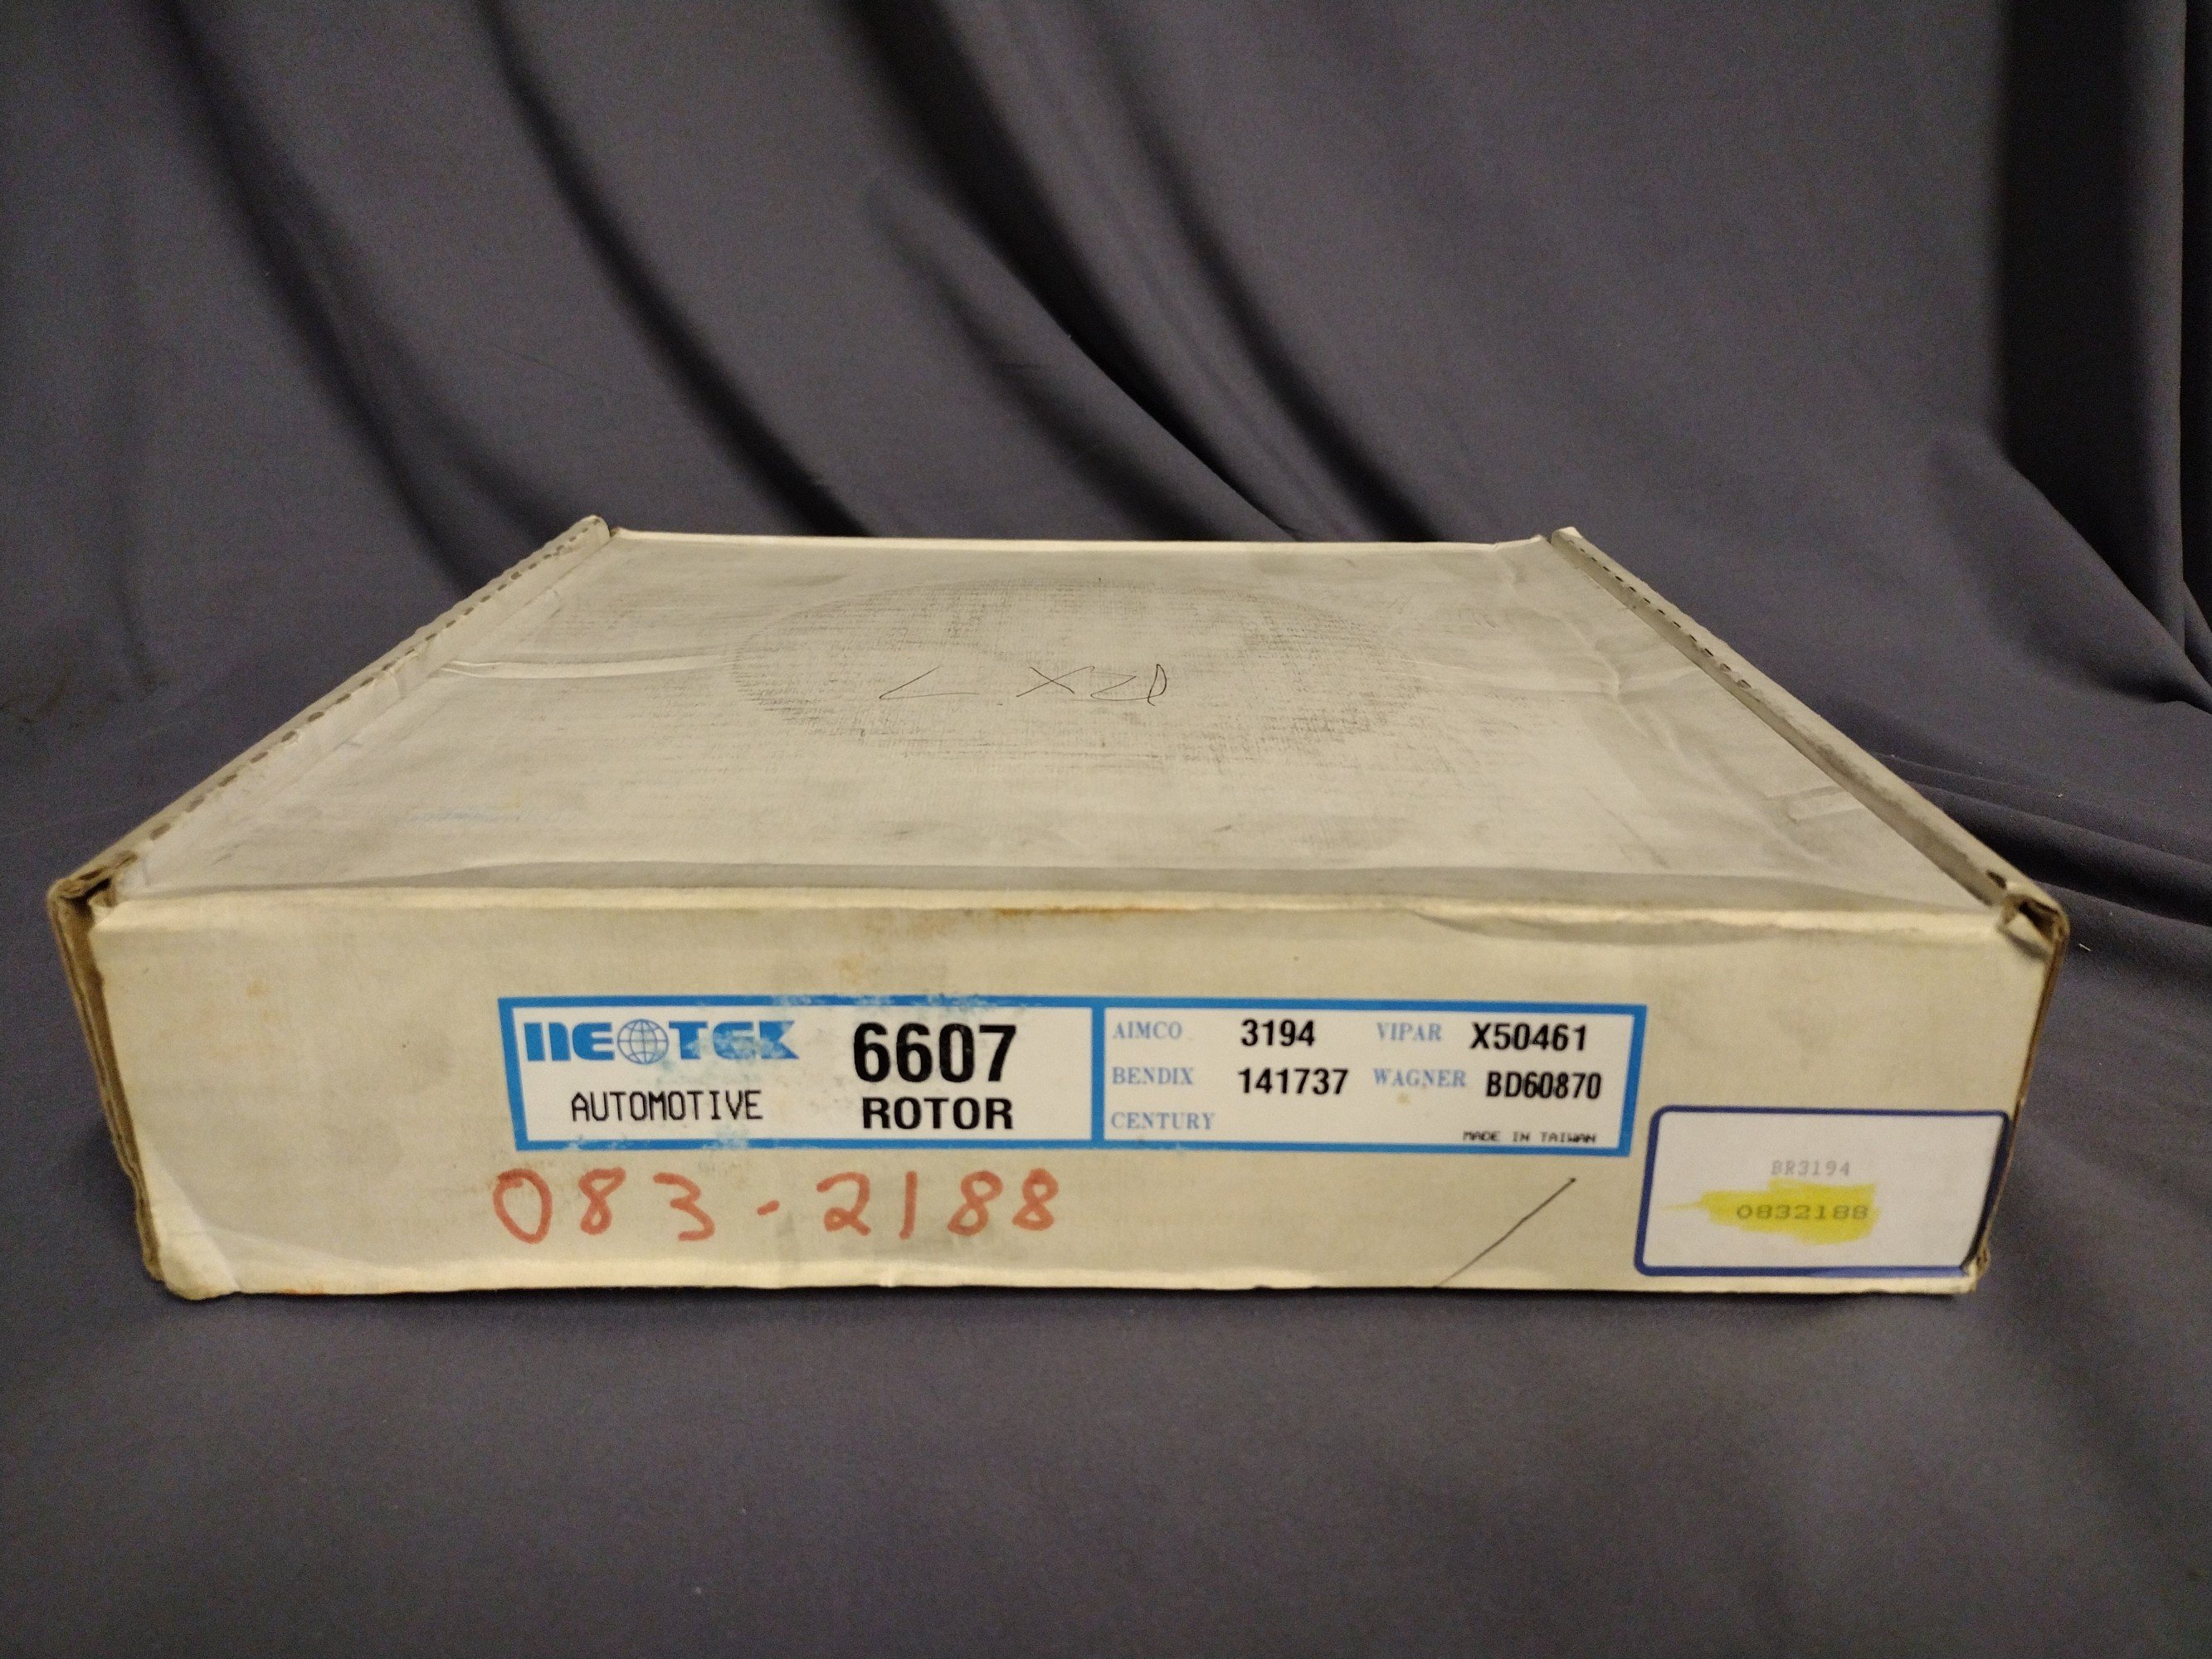 NEOTEK 6607
AUTOMOTIVE ROTOR
AIMCO 3194 VIPAR X50461
BENDIX 141737 WAGNER BD60870
CENTURY
MADE IN TAIWAN
083-2188
BR3194
0832188